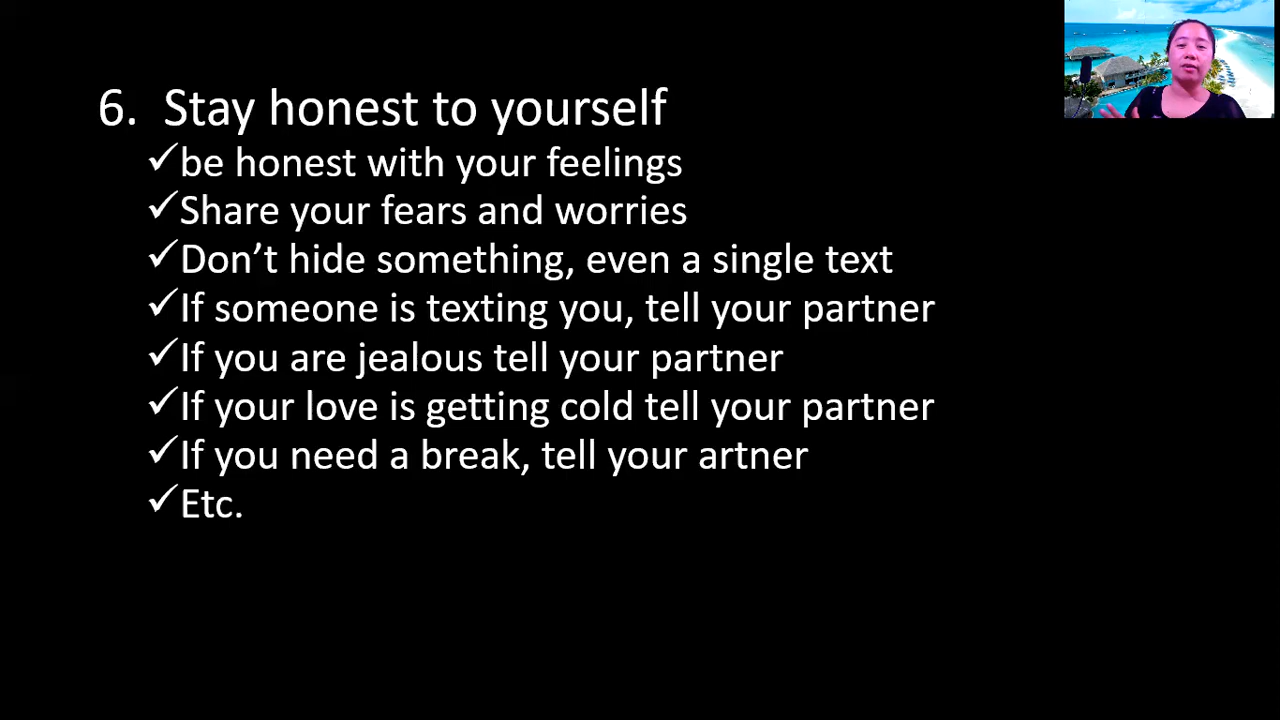 6. Stay honest to yourself
✓be honest with your feelings
✓Share your fears and worries
✓Don’t hide something, even a single text
✓If someone is texting you, tell your partner
✓If you are jealous tell your partner
✓If your love is getting cold tell your partner
✓If you need a break, tell your artner
✓Etc.